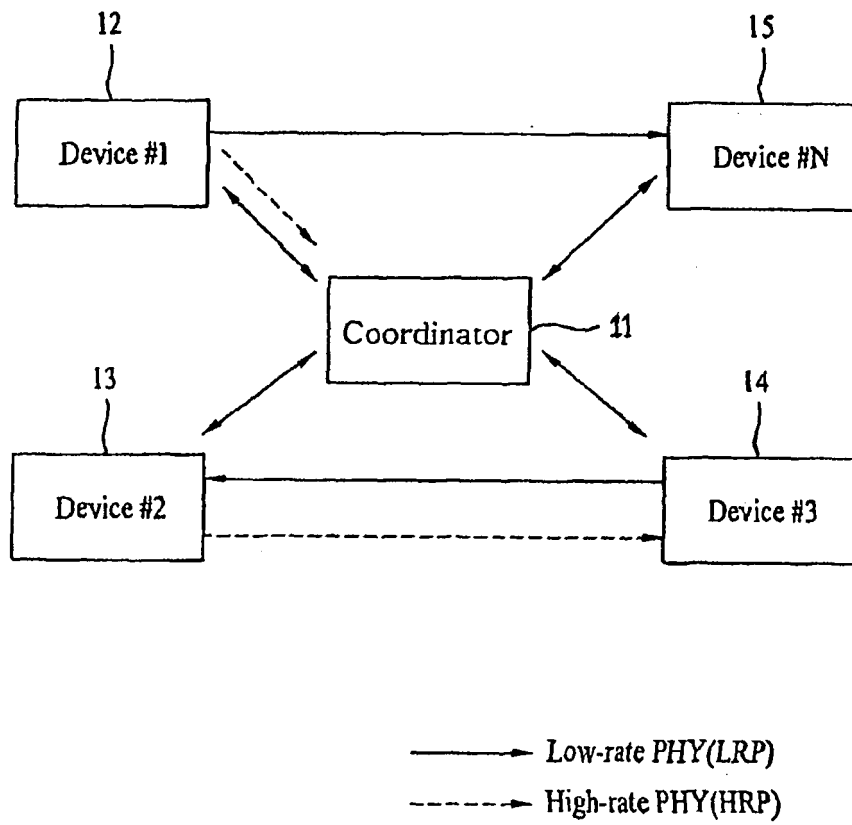 12
15
Device #1
Device #N
Coordinator
11
13
14
Device #2
Device #3
Low-rate PHY(LRP)
High-rate PHY(HRP)